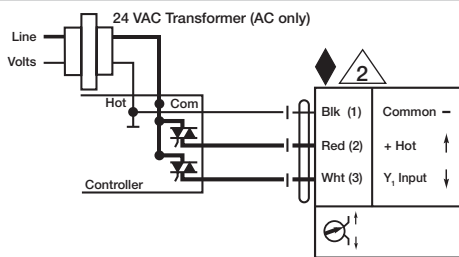 24 VAC Transformer (AC only)
Line
Volts
Hot
Com
Controller
2
Blk (1)
Common –
Red (2)
+ Hot
Wht (3)
Y₁ Input